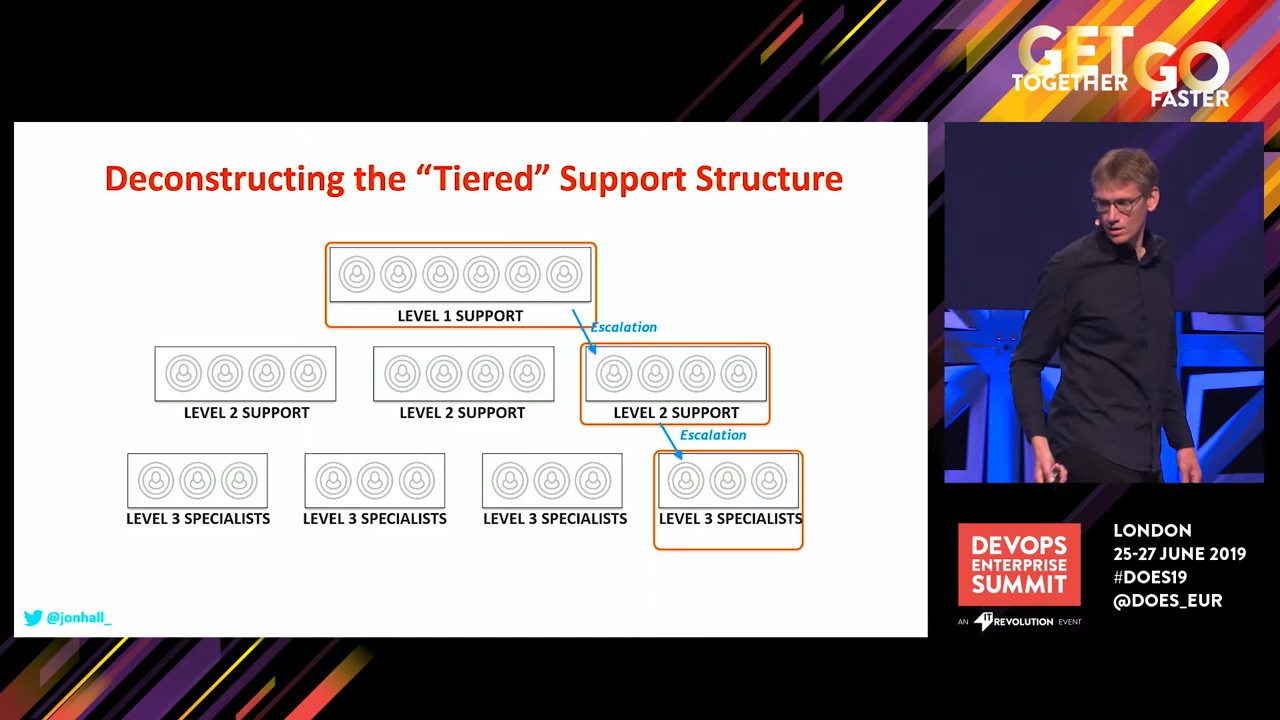 GET
TOGETHER
GO
FASTER
Deconstructing the “Tiered” Support Structure
LEVEL 1 SUPPORT
Escalation
LEVEL 2 SUPPORT
LEVEL 2 SUPPORT
LEVEL 2 SUPPORT
Escalation
LEVEL 3 SPECIALISTS
LEVEL 3 SPECIALISTS
LEVEL 3 SPECIALISTS
LEVEL 3 SPECIALISTS
@jonhall_
DEVOPS
ENTERPRISE
SUMMIT
AN IT REVOLUTION EVENT
LONDON
25-27 JUNE 2019
#DOES19
@DOES_EUR